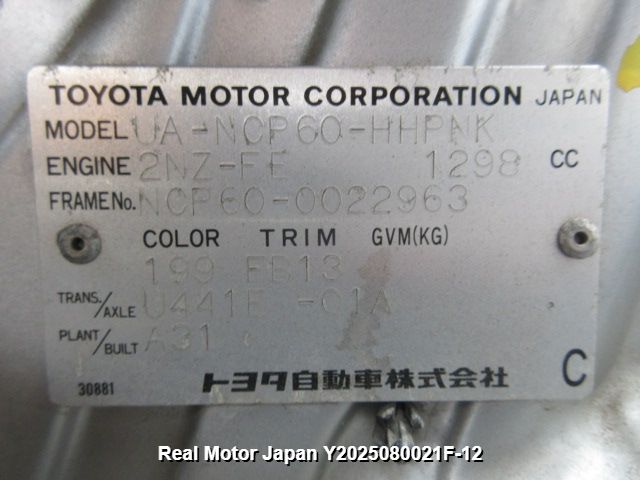 TOYOTA MOTOR CORPORATION JAPAN
MODEL UA-NCP60-HHPNK
ENGINE 2NZ-FE 1298 CC
FRAME No. NCP60-0022963
COLOR TRIM GVM(KG)
199 FB13
TRANS./AXLE U441E -01A
PLANT/BUILT A31
30881 トヨタ自動車株式会社 C
Real Motor Japan Y2025080021F-12